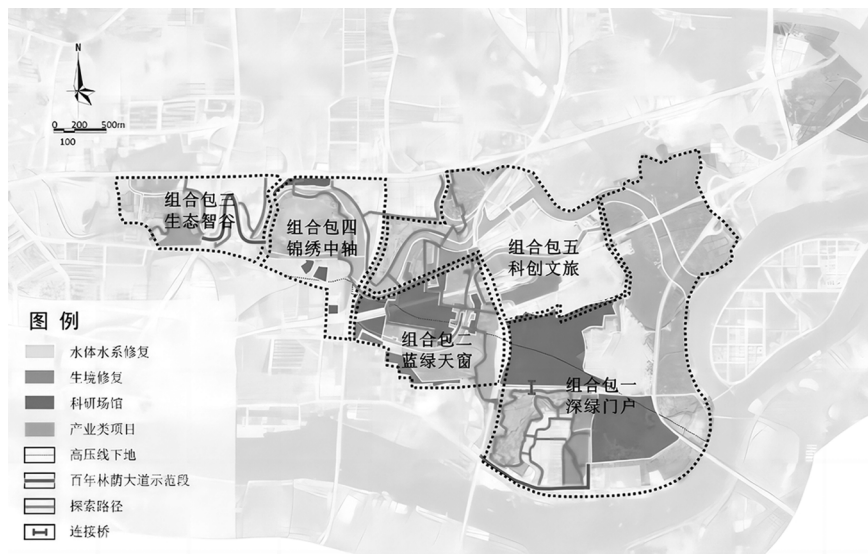 N
0 200 500m
100
组合包三
生态智谷
组合包四
锦绣中轴
组合包五
科创文旅
组合包二
蓝绿天窗
组合包一
深绿门户
图 例
水体水系修复
生境修复
科研场馆
产业类项目
高压线下地
百年林荫大道示范段
探索路径
连接桥